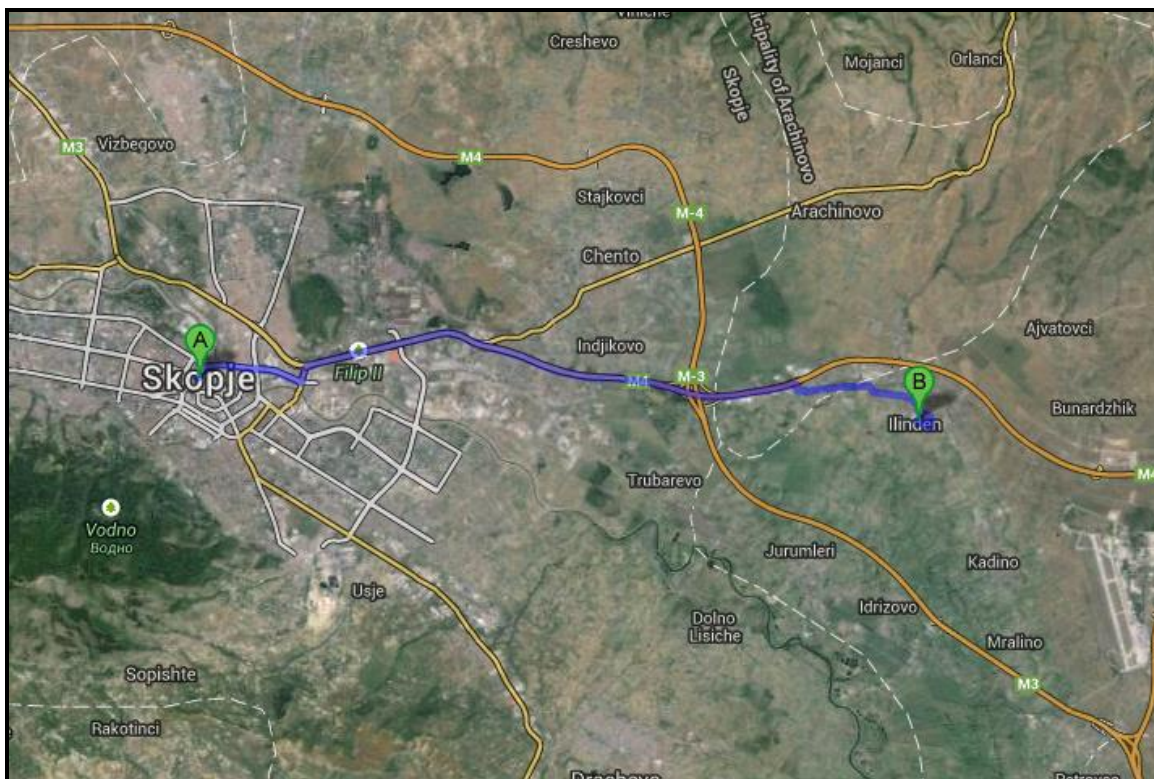 Creshevo
Mojanci
Orlanci
Municipality of Arachinovo
Skopje
M3
Vizbegovo
M4
Stajkovci
M-4
Arachinovo
Chento
Ajvatovci
Indjikovo
A
Filip II
Skopje
M4
M-3
B
Bunardzhik
Ilinden
Trubarevo
M4
Vodno
Водно
Jurumleri
Kadino
Usje
Idrizovo
Dolno
Lisiche
Mralino
Sopishte
M3
Rakotinci